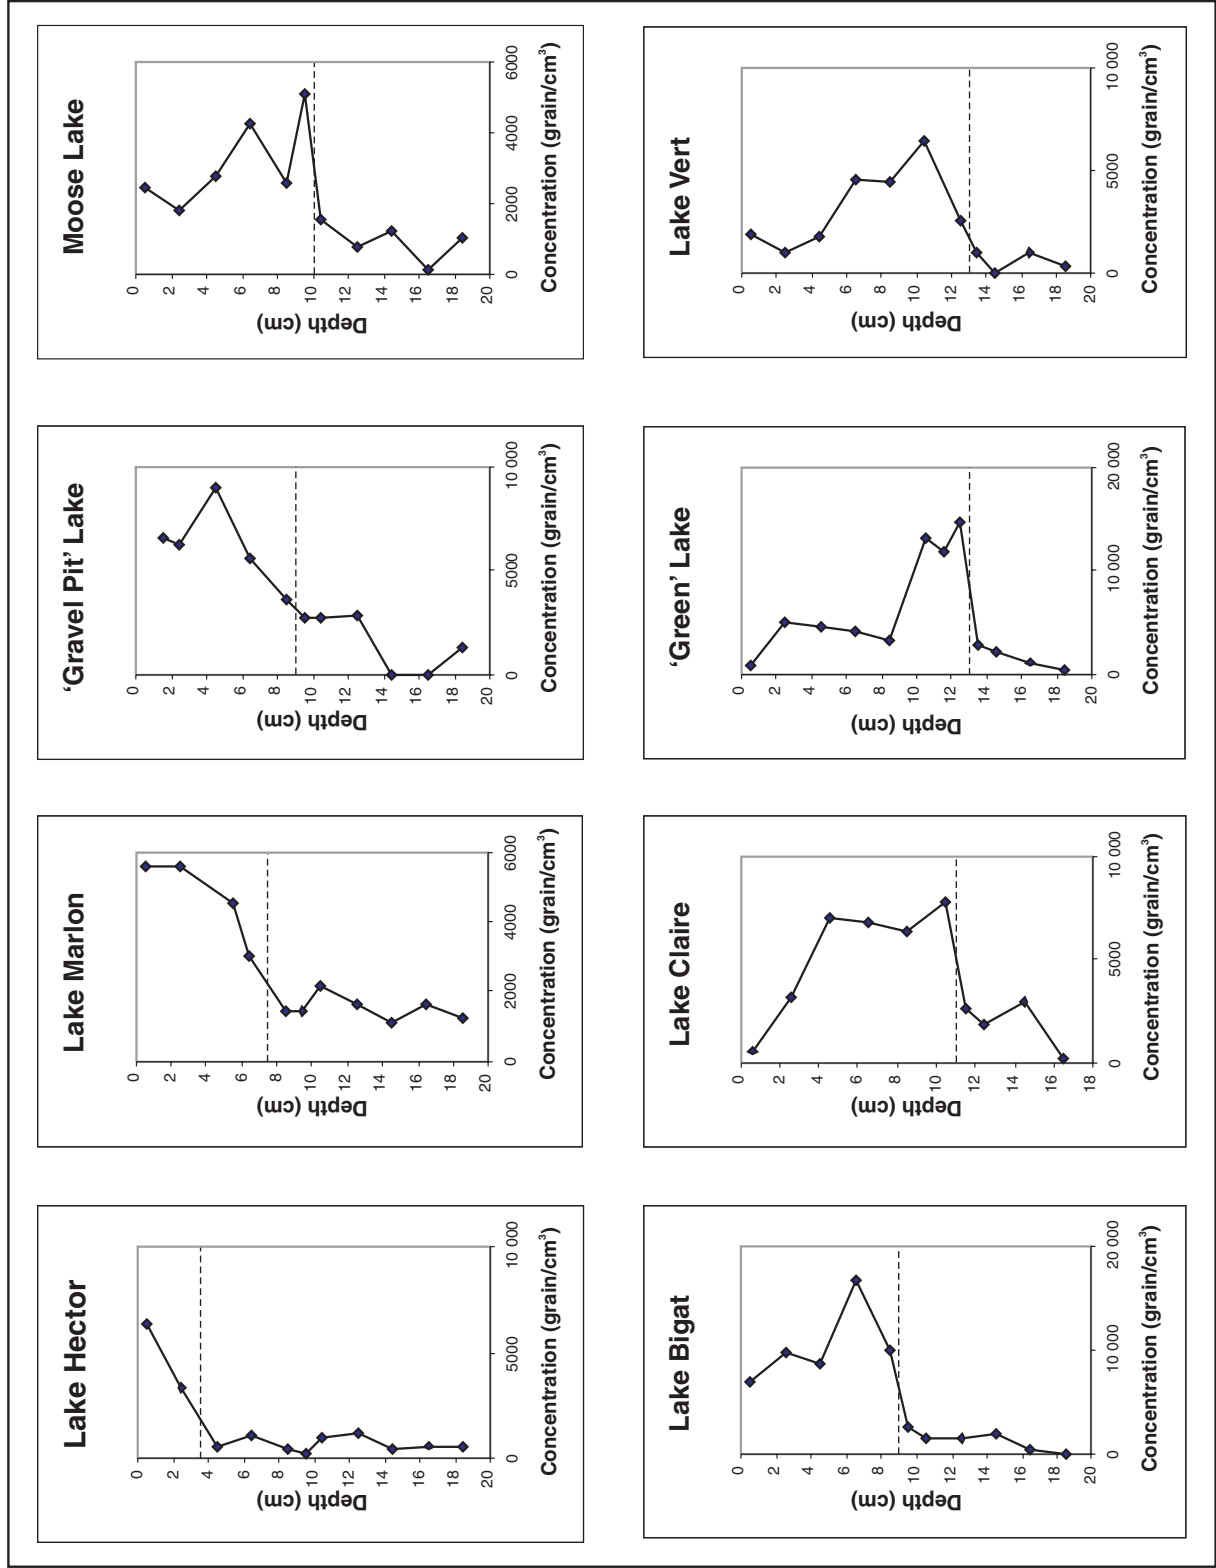 Lake Hector
0
2
4
6
8
10
12
14
16
18
20
Depth (cm)
0 5000 10 000
Concentration (grain/cm³)
Lake Marlon
0
2
4
6
8
10
12
14
16
18
20
Depth (cm)
0 2000 4000 6000
Concentration (grain/cm³)
‘Gravel Pit’ Lake
0
2
4
6
8
10
12
14
16
18
20
Depth (cm)
0 5000 10 000
Concentration (grain/cm³)
Moose Lake
0
2
4
6
8
10
12
14
16
18
20
Depth (cm)
0 2000 4000 6000
Concentration (grain/cm³)
Lake Bigat
0
2
4
6
8
10
12
14
16
18
20
Depth (cm)
0 10 000 20 000
Concentration (grain/cm³)
Lake Claire
0
2
4
6
8
10
12
14
16
18
Depth (cm)
0 5000 10 000
Concentration (grain/cm³)
‘Green’ Lake
0
2
4
6
8
10
12
14
16
18
20
Depth (cm)
0 10 000 20 000
Concentration (grain/cm³)
Lake Vert
0
2
4
6
8
10
12
14
16
18
20
Depth (cm)
0 5000 10 000
Concentration (grain/cm³)